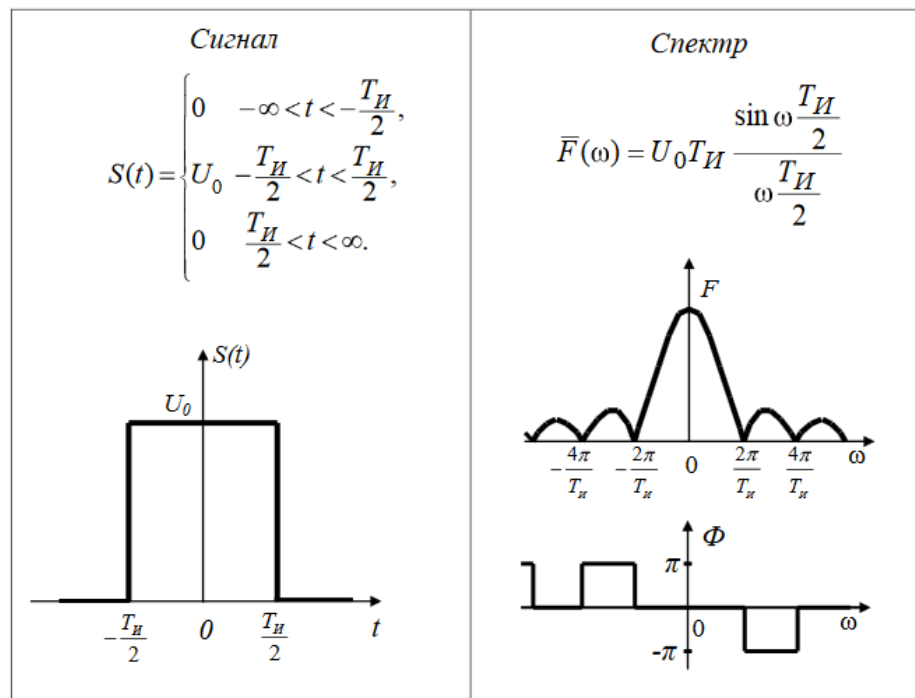 Сигнал
S(t) = { 0 −∞ < t < −T_И/2,
U_0 −T_И/2 < t < T_И/2,
0 T_И/2 < t < ∞.
S(t)
U_0
−T_и/2 0 T_и/2 t
Спектр
F̅(ω) = U_0 T_И (sin ω T_И/2)/(ω T_И/2)
F
−4π/T_и −2π/T_и 0 2π/T_и 4π/T_и ω
Ф
π
0 ω
-π